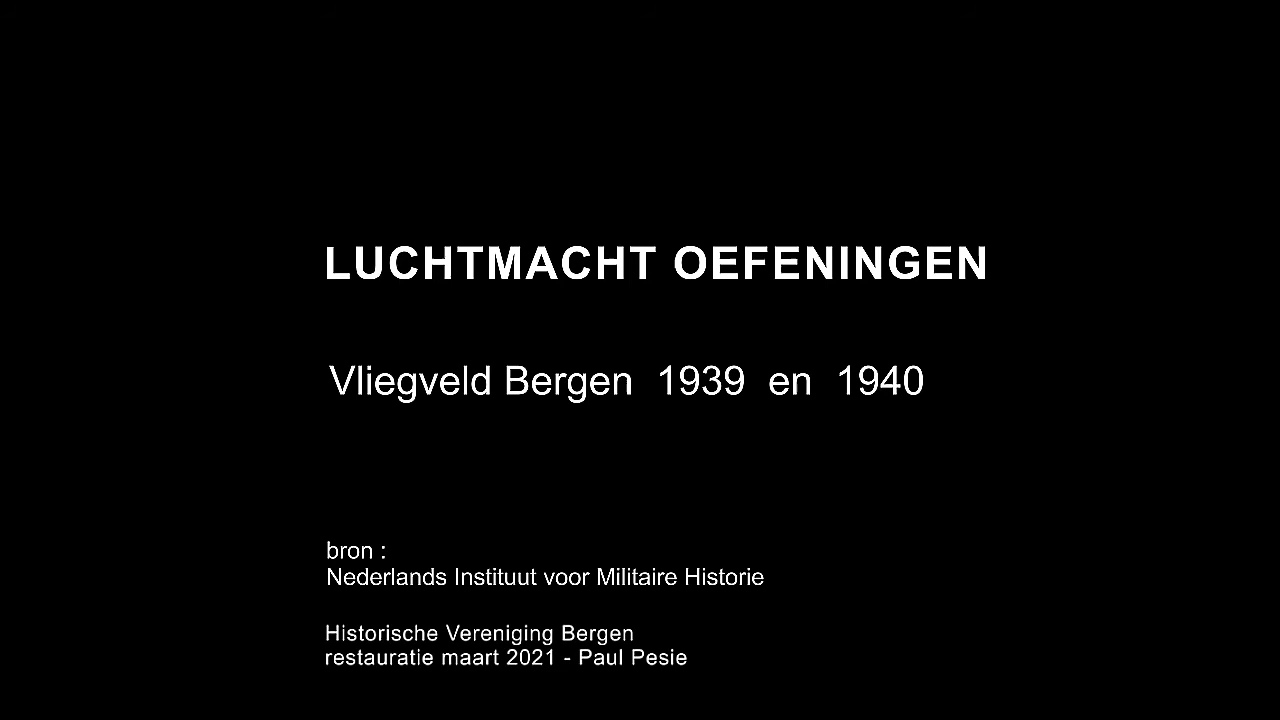 LUCHTMACHT OEFENINGEN
Vliegveld Bergen 1939 en 1940
bron :
Nederlands Instituut voor Militaire Historie
Historische Vereniging Bergen
restauratie maart 2021 - Paul Pesie